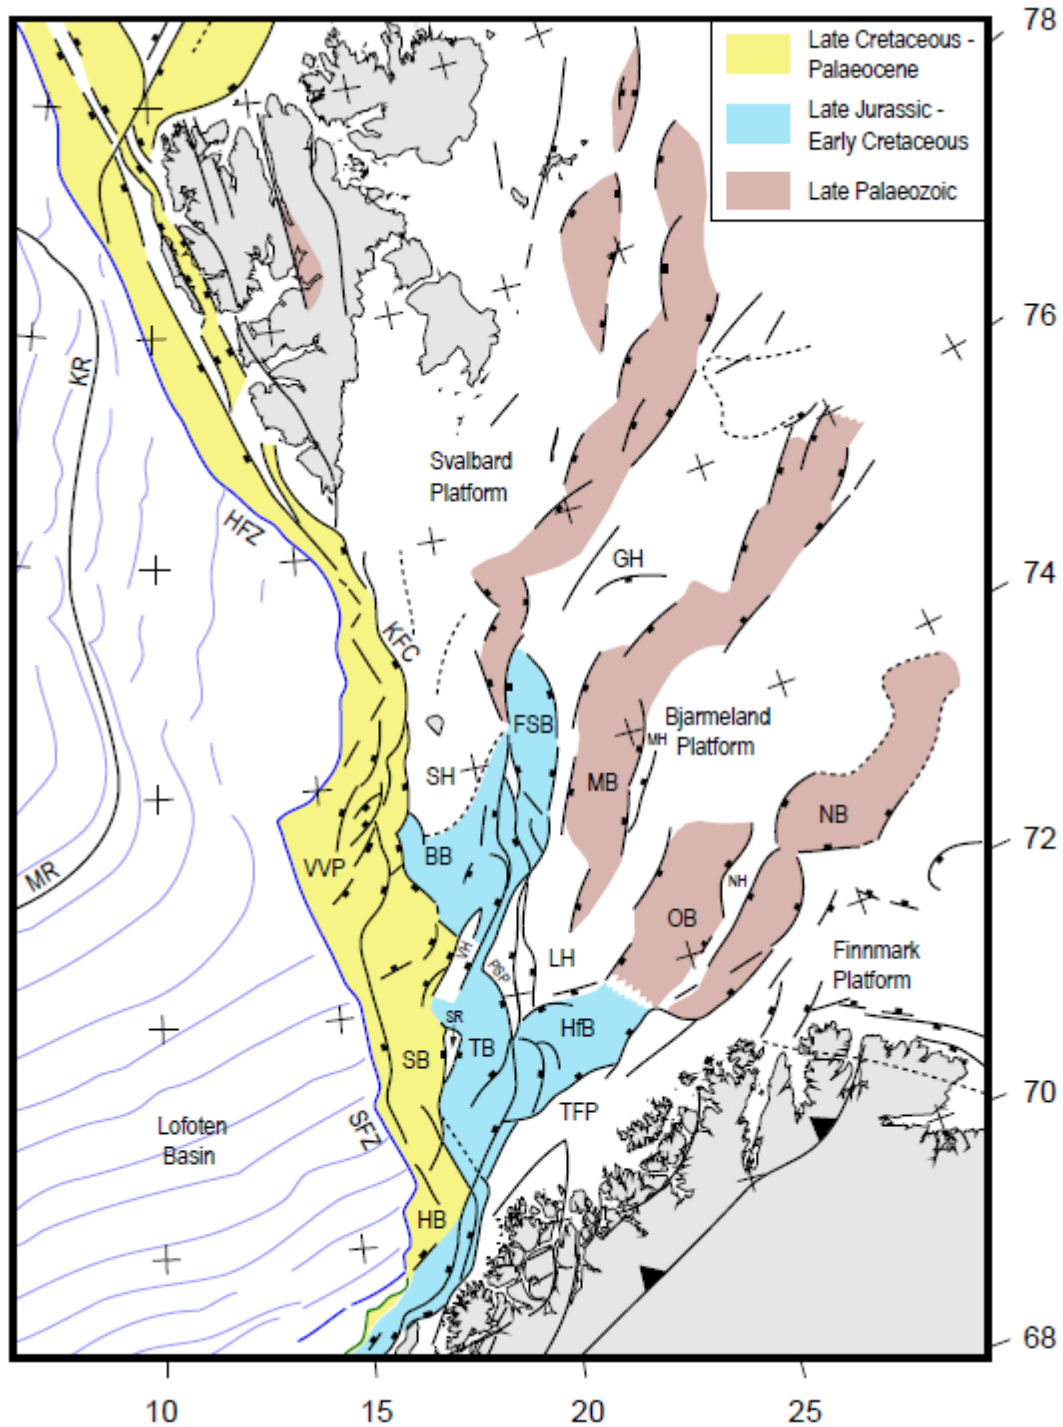 78
Late Cretaceous -
Palaeocene
Late Jurassic -
Early Cretaceous
Late Palaeozoic
76
KR
Svalbard
Platform
HFZ
GH
74
KFC
FSB
Bjarmeland
Platform
MH
SH
MB
NB
72
BB
VVP
MR
NH
OB
VH
PSP
LH
Finnmark
Platform
SR
HfB
TB
SB
70
TFP
Lofoten
Basin
SFZ
HB
68
10
15
20
25